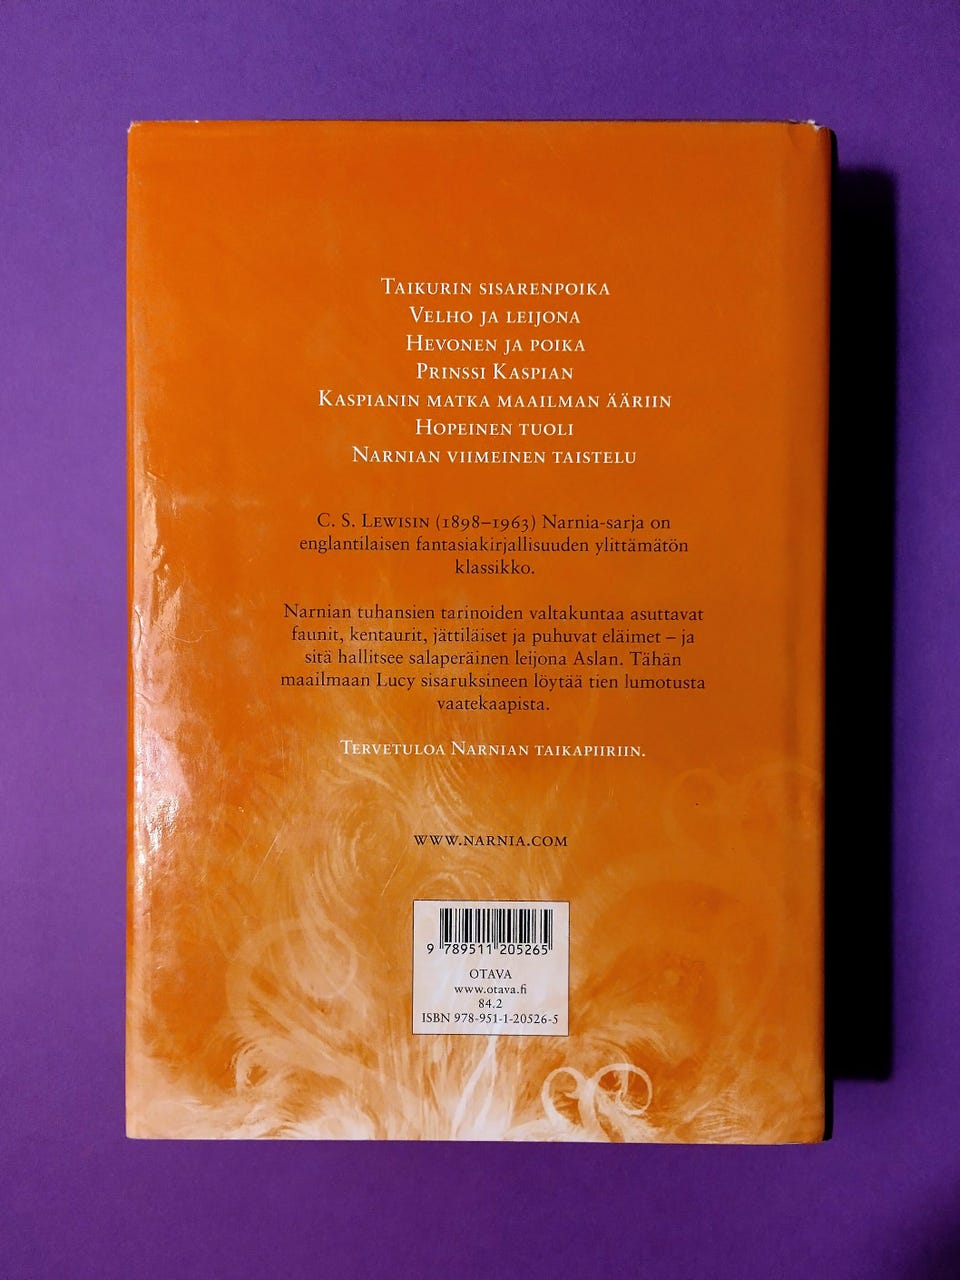 Taikurin sisarenpoika
Velho ja leijona
Hevonen ja poika
Prinssi Kaspian
Kaspianin matka maailman ääriin
Hopeinen tuoli
Narnian viimeinen taistelu
C. S. Lewisin (1898–1963) Narnia-sarja on
englantilaisen fantasiakirjallisuuden ylittämätön
klassikko.
Narnian tuhansien tarinoiden valtakuntaa asuttavat
faunit, kentaurit, jättiläiset ja puhuvat eläimet – ja
sitä hallitsee salaperäinen leijona Aslan. Tähän
maailmaan Lucy sisaruksineen löytää tien lumotusta
vaatekaapista.
Tervetuloa Narnian taikapiiriin.
www.narnia.com
9 789511 205265
OTAVA
www.otava.fi
84.2
ISBN 978-951-1-20526-5